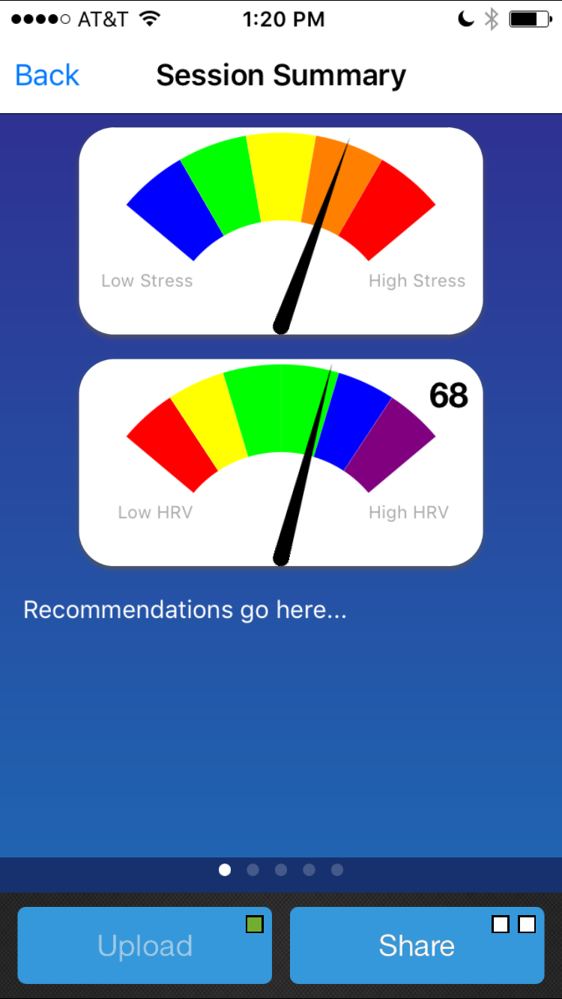 AT&T 1:20 PM
Back Session Summary
Low Stress High Stress
68
Low HRV High HRV
Recommendations go here...
Upload Share